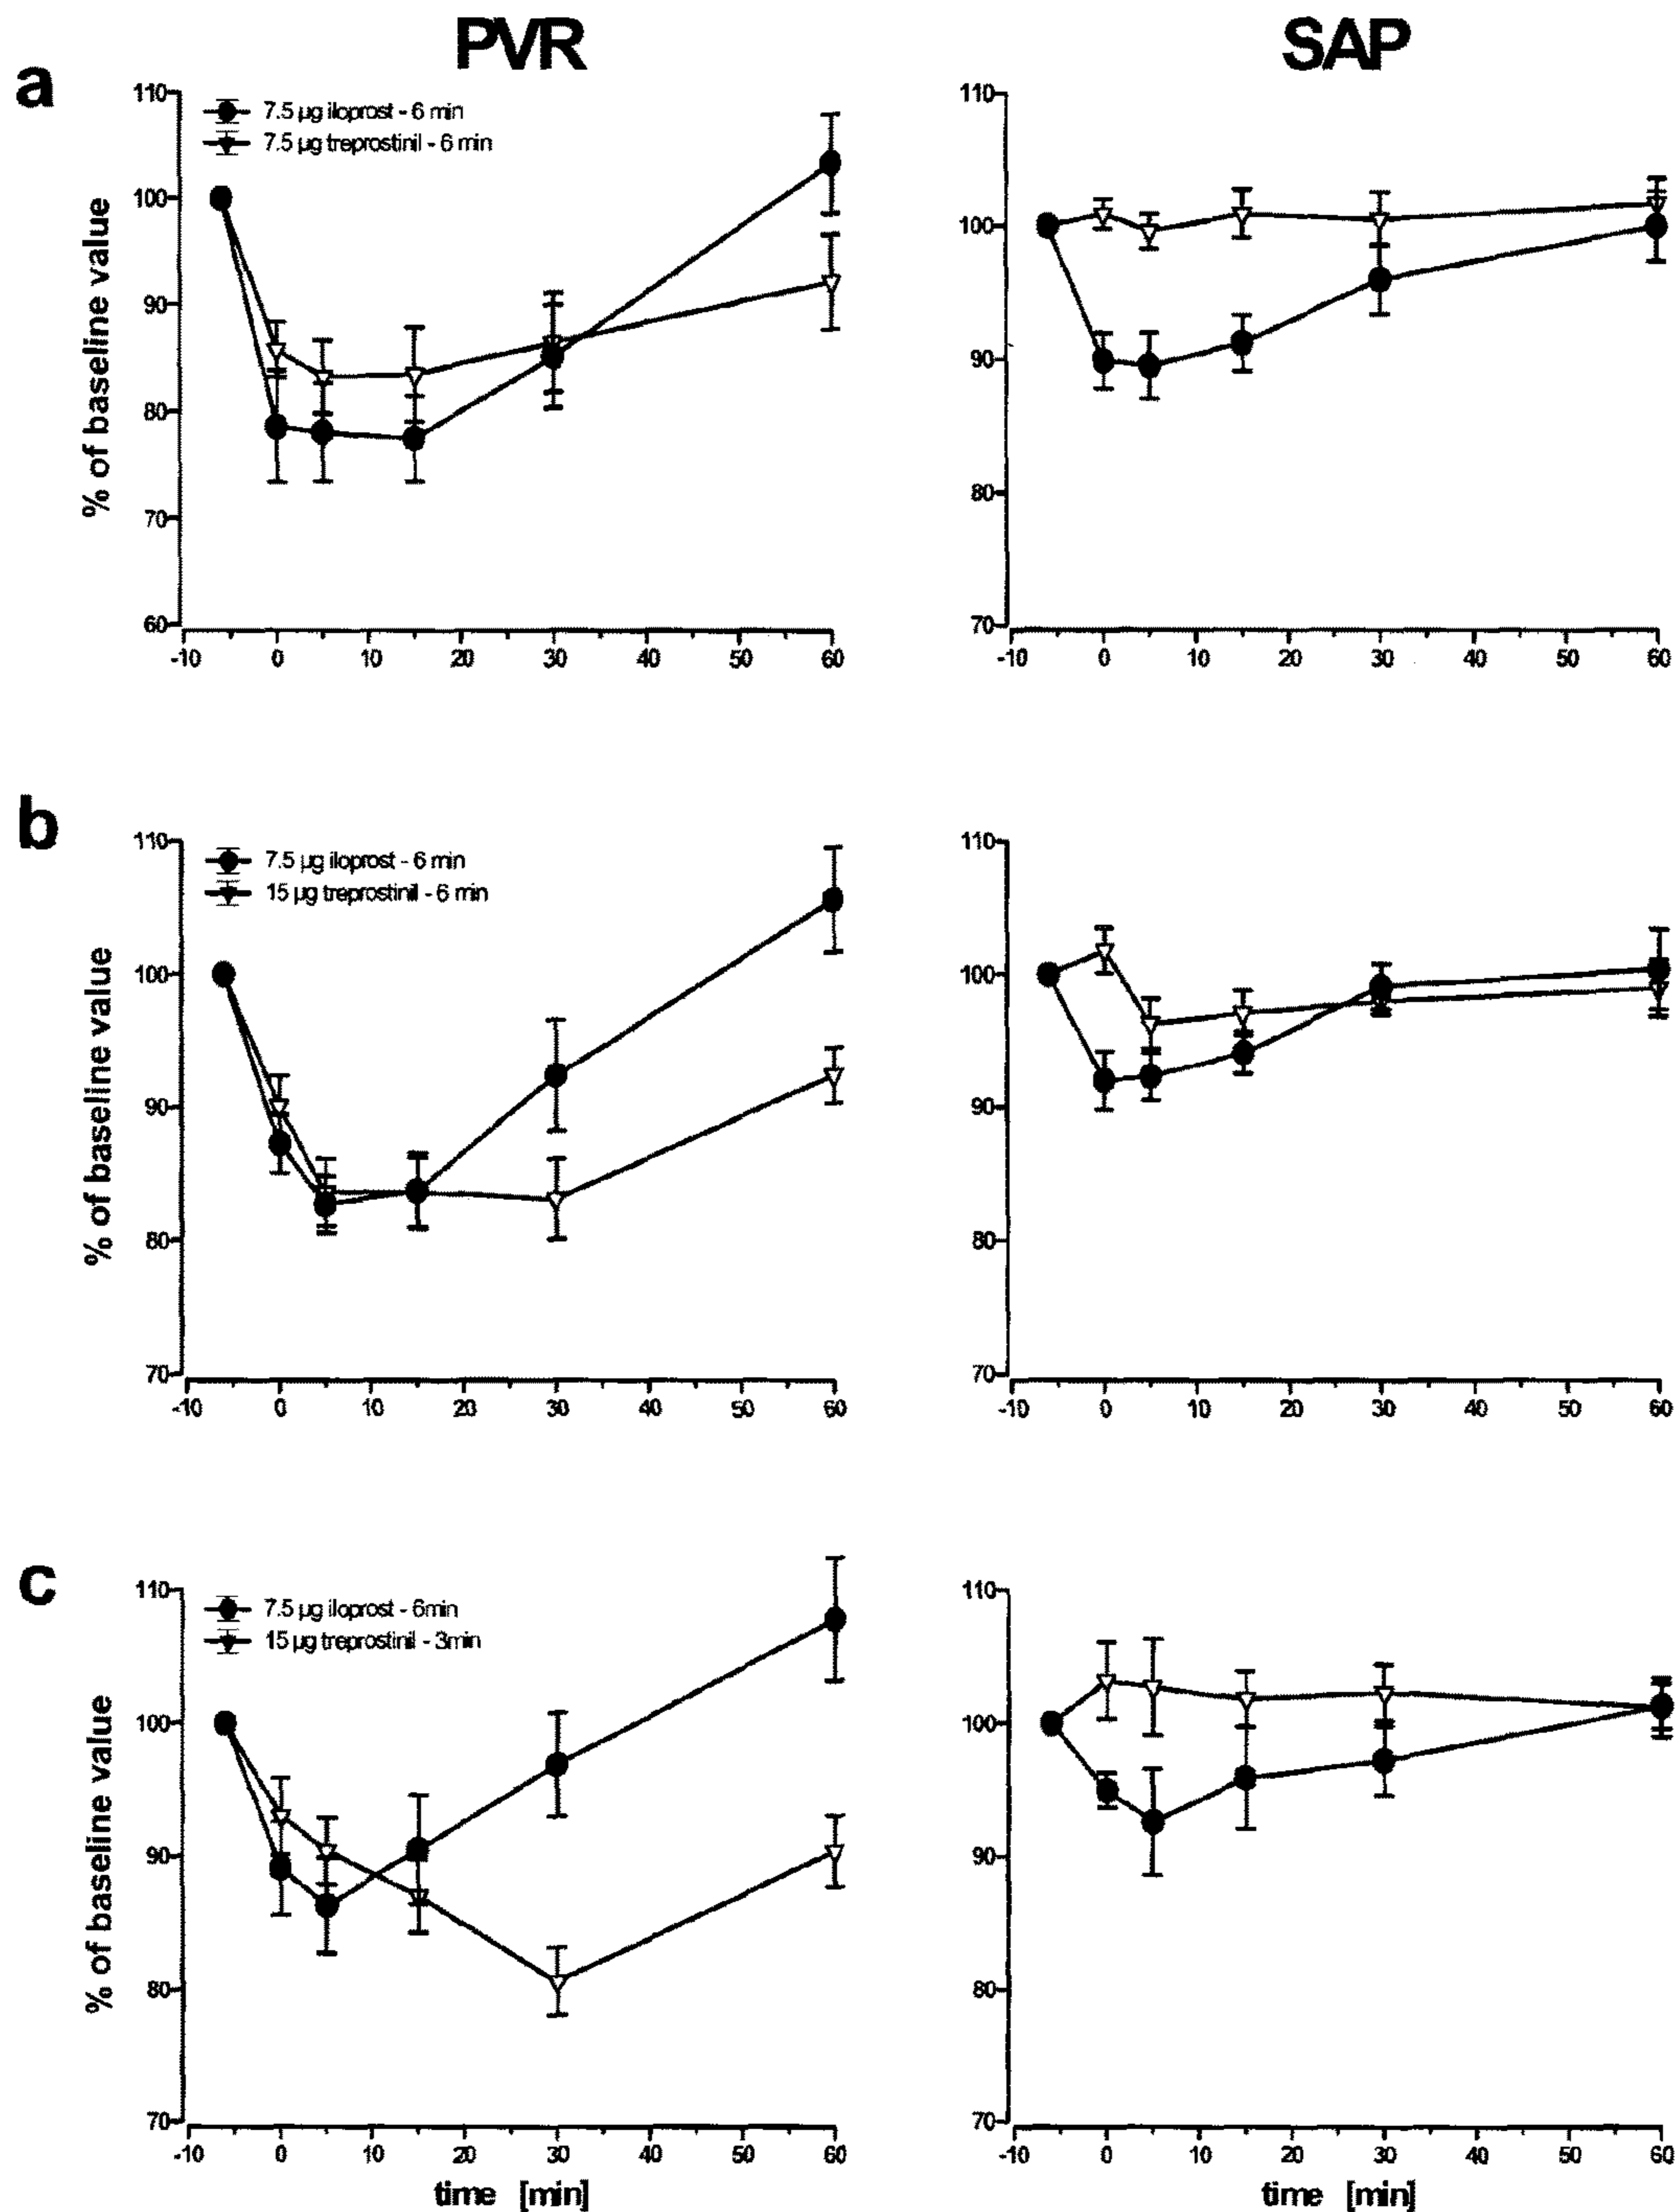 PVR
SAP
a
110
100
90
80
70
60
% of baseline value
7.5 µg iloprost - 6 min
7.5 µg treprostinil - 6 min
-10 0 10 20 30 40 50 60
110
100
90
80
70
-10 0 10 20 30 40 50 60
b
110
100
90
80
70
% of baseline value
7.5 µg iloprost - 6 min
15 µg treprostinil - 6 min
-10 0 10 20 30 40 50 60
110
100
90
80
70
-10 0 10 20 30 40 50 60
c
110
100
90
80
70
% of baseline value
7.5 µg iloprost - 6min
15 µg treprostinil - 3min
-10 0 10 20 30 40 50 60
time [min]
110
100
90
80
70
-10 0 10 20 30 40 50 60
time [min]